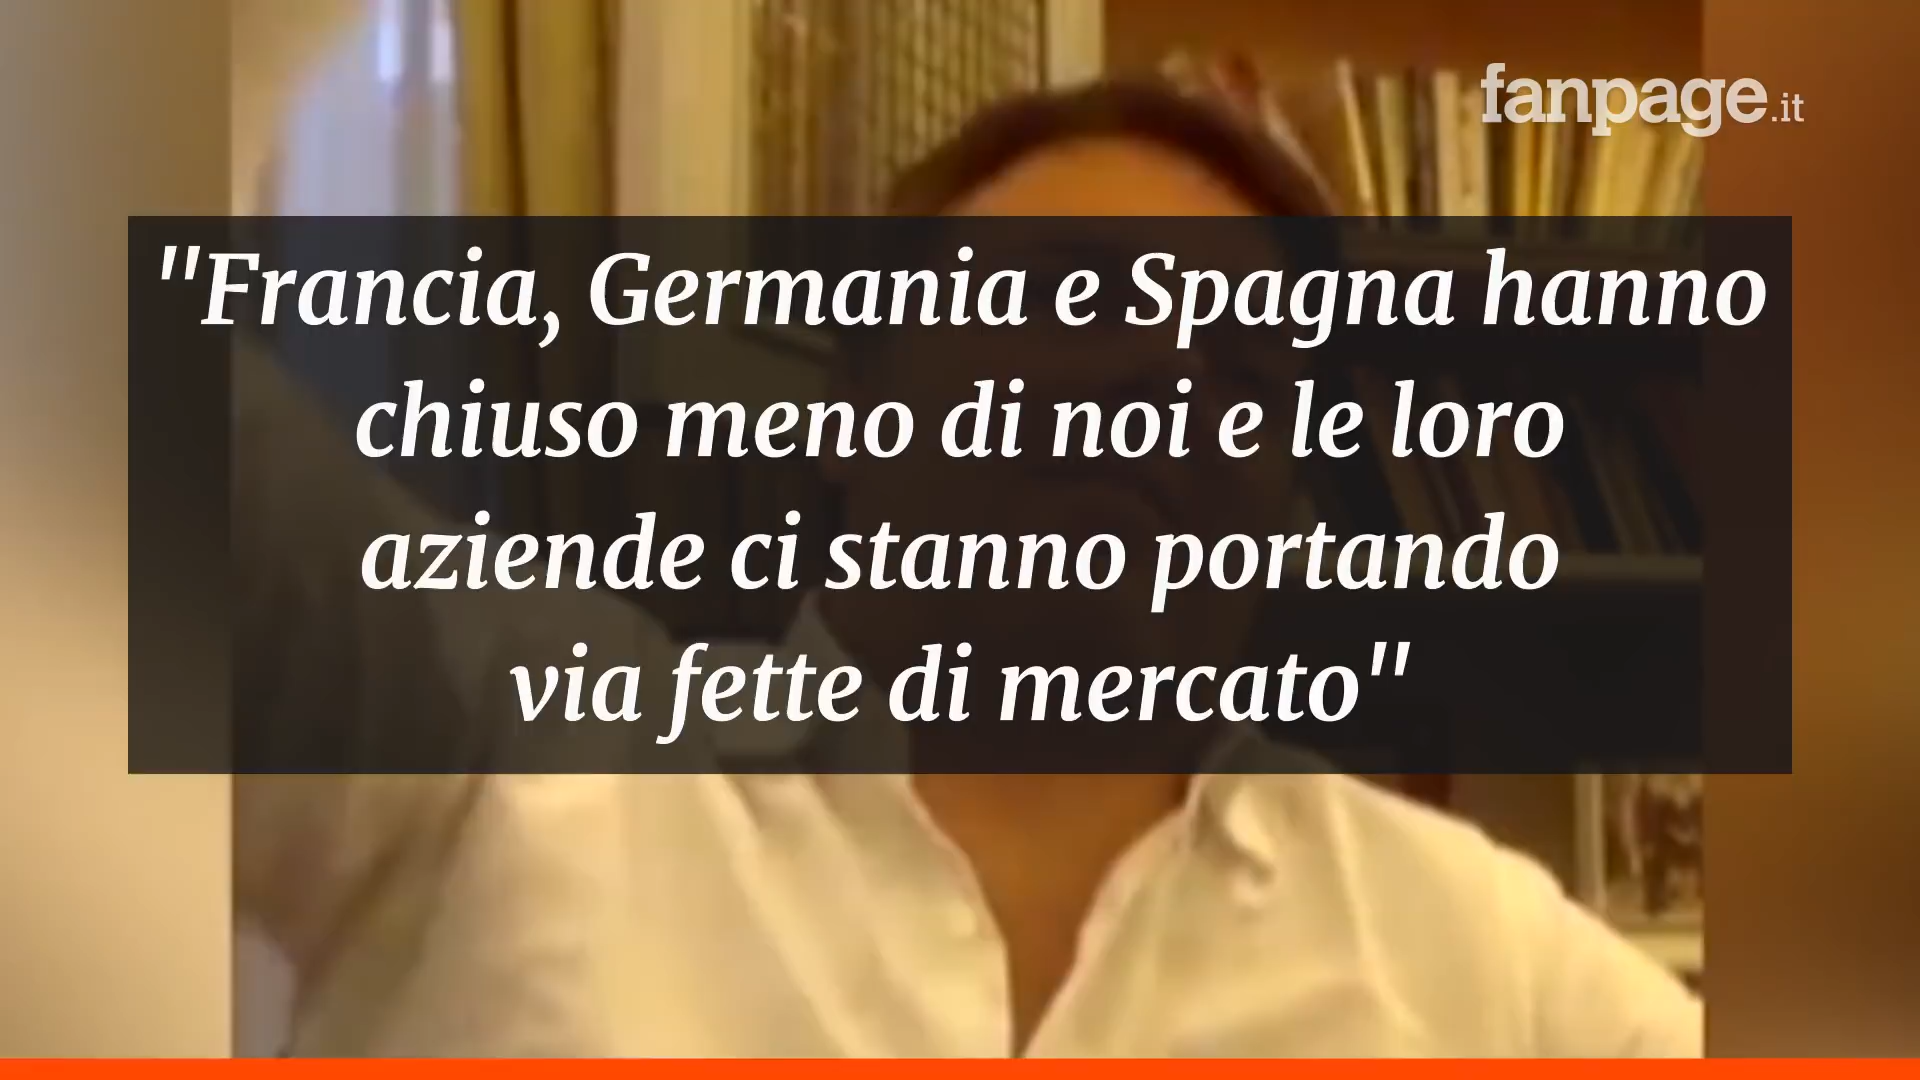 fanpage.it
"Francia, Germania e Spagna hanno
chiuso meno di noi e le loro
aziende ci stanno portando
via fette di mercato"